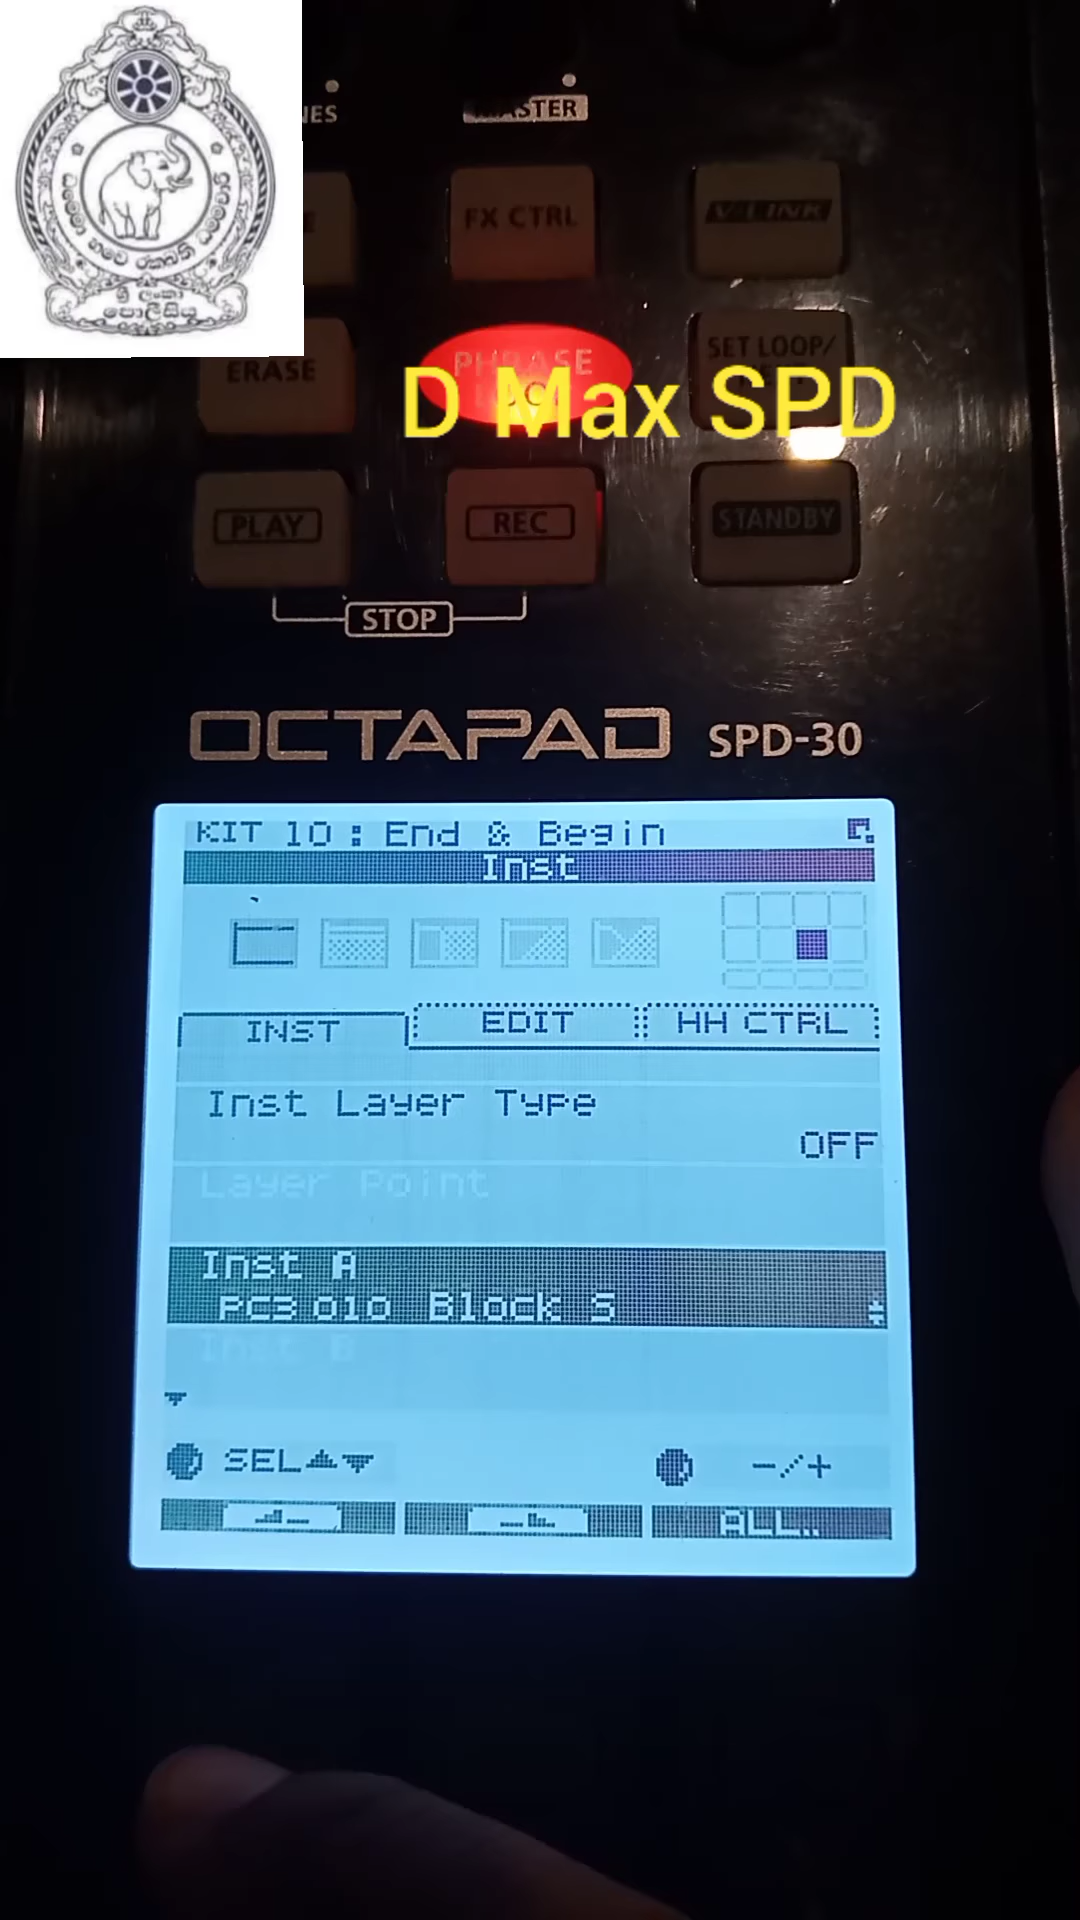 MASTER
FX CTRL
V-LINK
ශ්‍රී ලංකා
පොලීසිය
ERASE
PHRASE
SET LOOP/
D Max SPD
PLAY
REC
STANDBY
STOP
OCTAPAD SPD-30
KIT 10 : End & Begin
Inst
INST EDIT HH CTRL
Inst Layer Type
OFF
Layer Point
Inst A
PC3 010 Block S
Inst B
SEL▲▼ -/+
ALL..